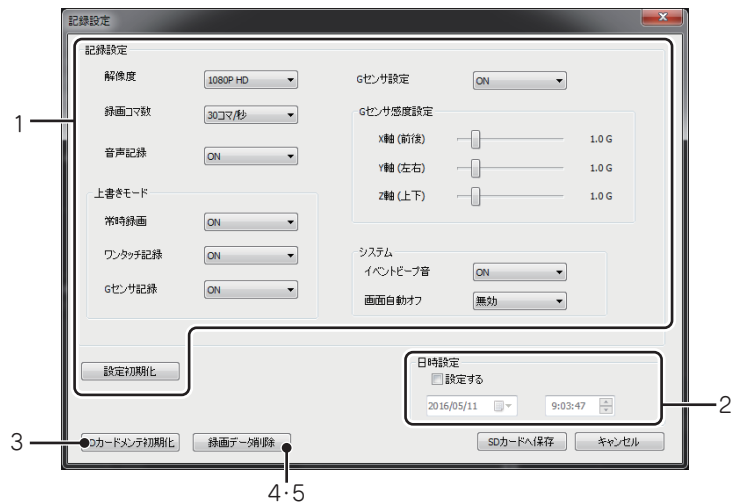 記録設定
記録設定
解像度 1080P HD
録画コマ数 30コマ/秒
音声記録 ON
上書きモード
常時録画 ON
ワンタッチ記録 ON
Gセンサ記録 ON
Gセンサ設定 ON
Gセンサ感度設定
X軸 (前後) 1.0 G
Y軸 (左右) 1.0 G
Z軸 (上下) 1.0 G
システム
イベントビープ音 ON
画面自動オフ 無効
設定初期化
日時設定
設定する
2016/05/11 9:03:47
Dカードメンテ初期化 録画データ削除 SDカードへ保存 キャンセル
1
2
3
4·5